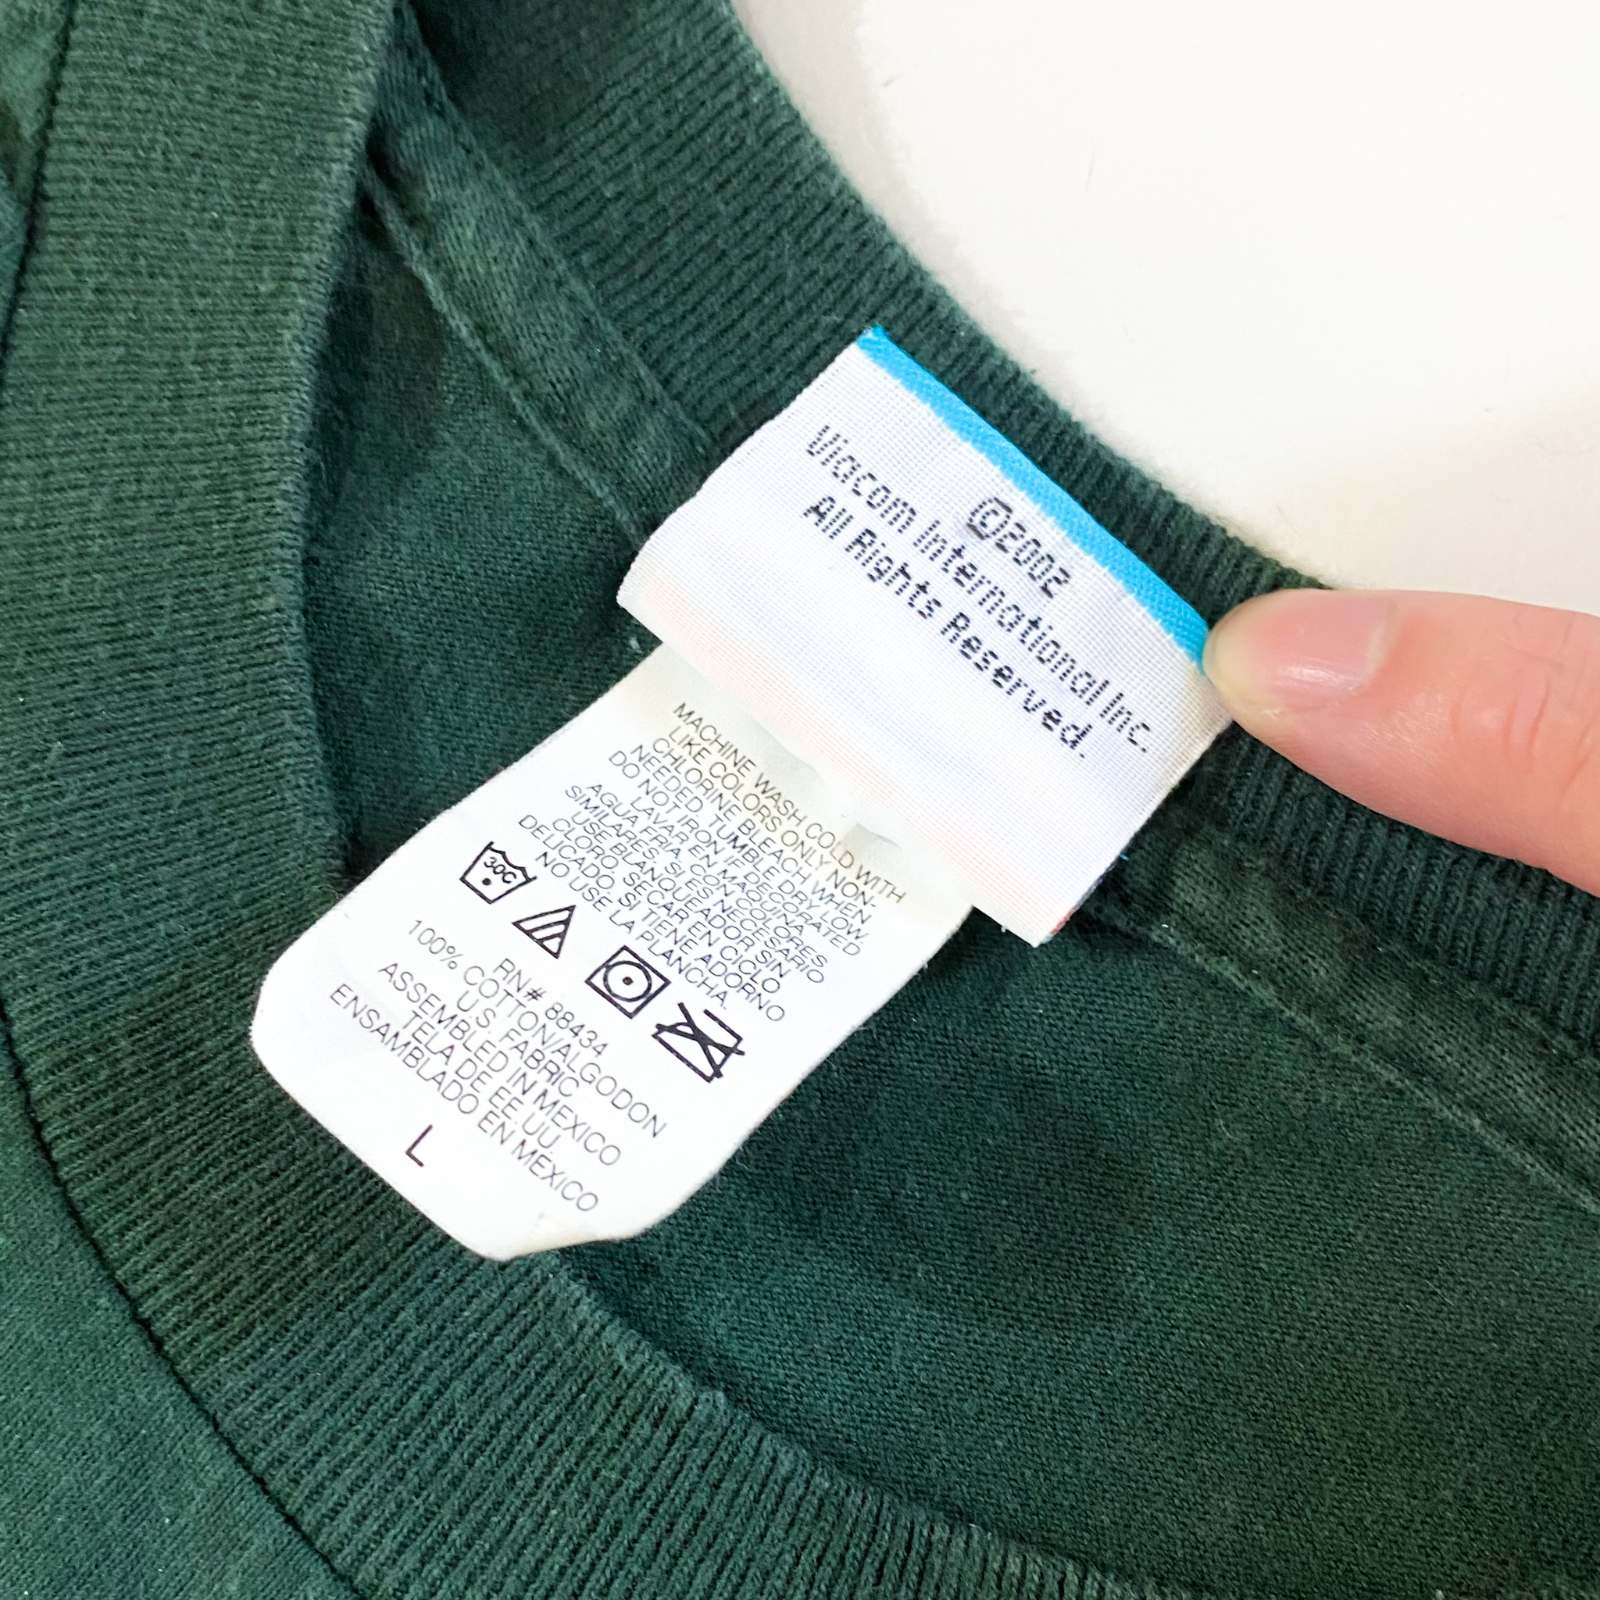 ©2002
Viacom International Inc.
All Rights Reserved.
MACHINE WASH COLD WITH
LIKE COLORS ONLY NON-
CHLORINE BLEACH WHEN
NEEDED. TUMBLE DRY LOW.
DO NOT IRON IF DECORATED
LAVAR EN MAQUINA
AGUA FRIA, CON COLORES
SIMILARES, SI ES NECESARIO
USE BLANQUEADOR SIN
CLORO, SECAR EN CICLO
DELICADO. SI TIENE ADORNO
NO USE LA PLANCHA.
30C
RN# 88434
100% COTTON/ALGODON
U.S. FABRIC
ASSEMBLED IN MEXICO
TELA DE EE.UU.
ENSAMBLADO EN MEXICO
L